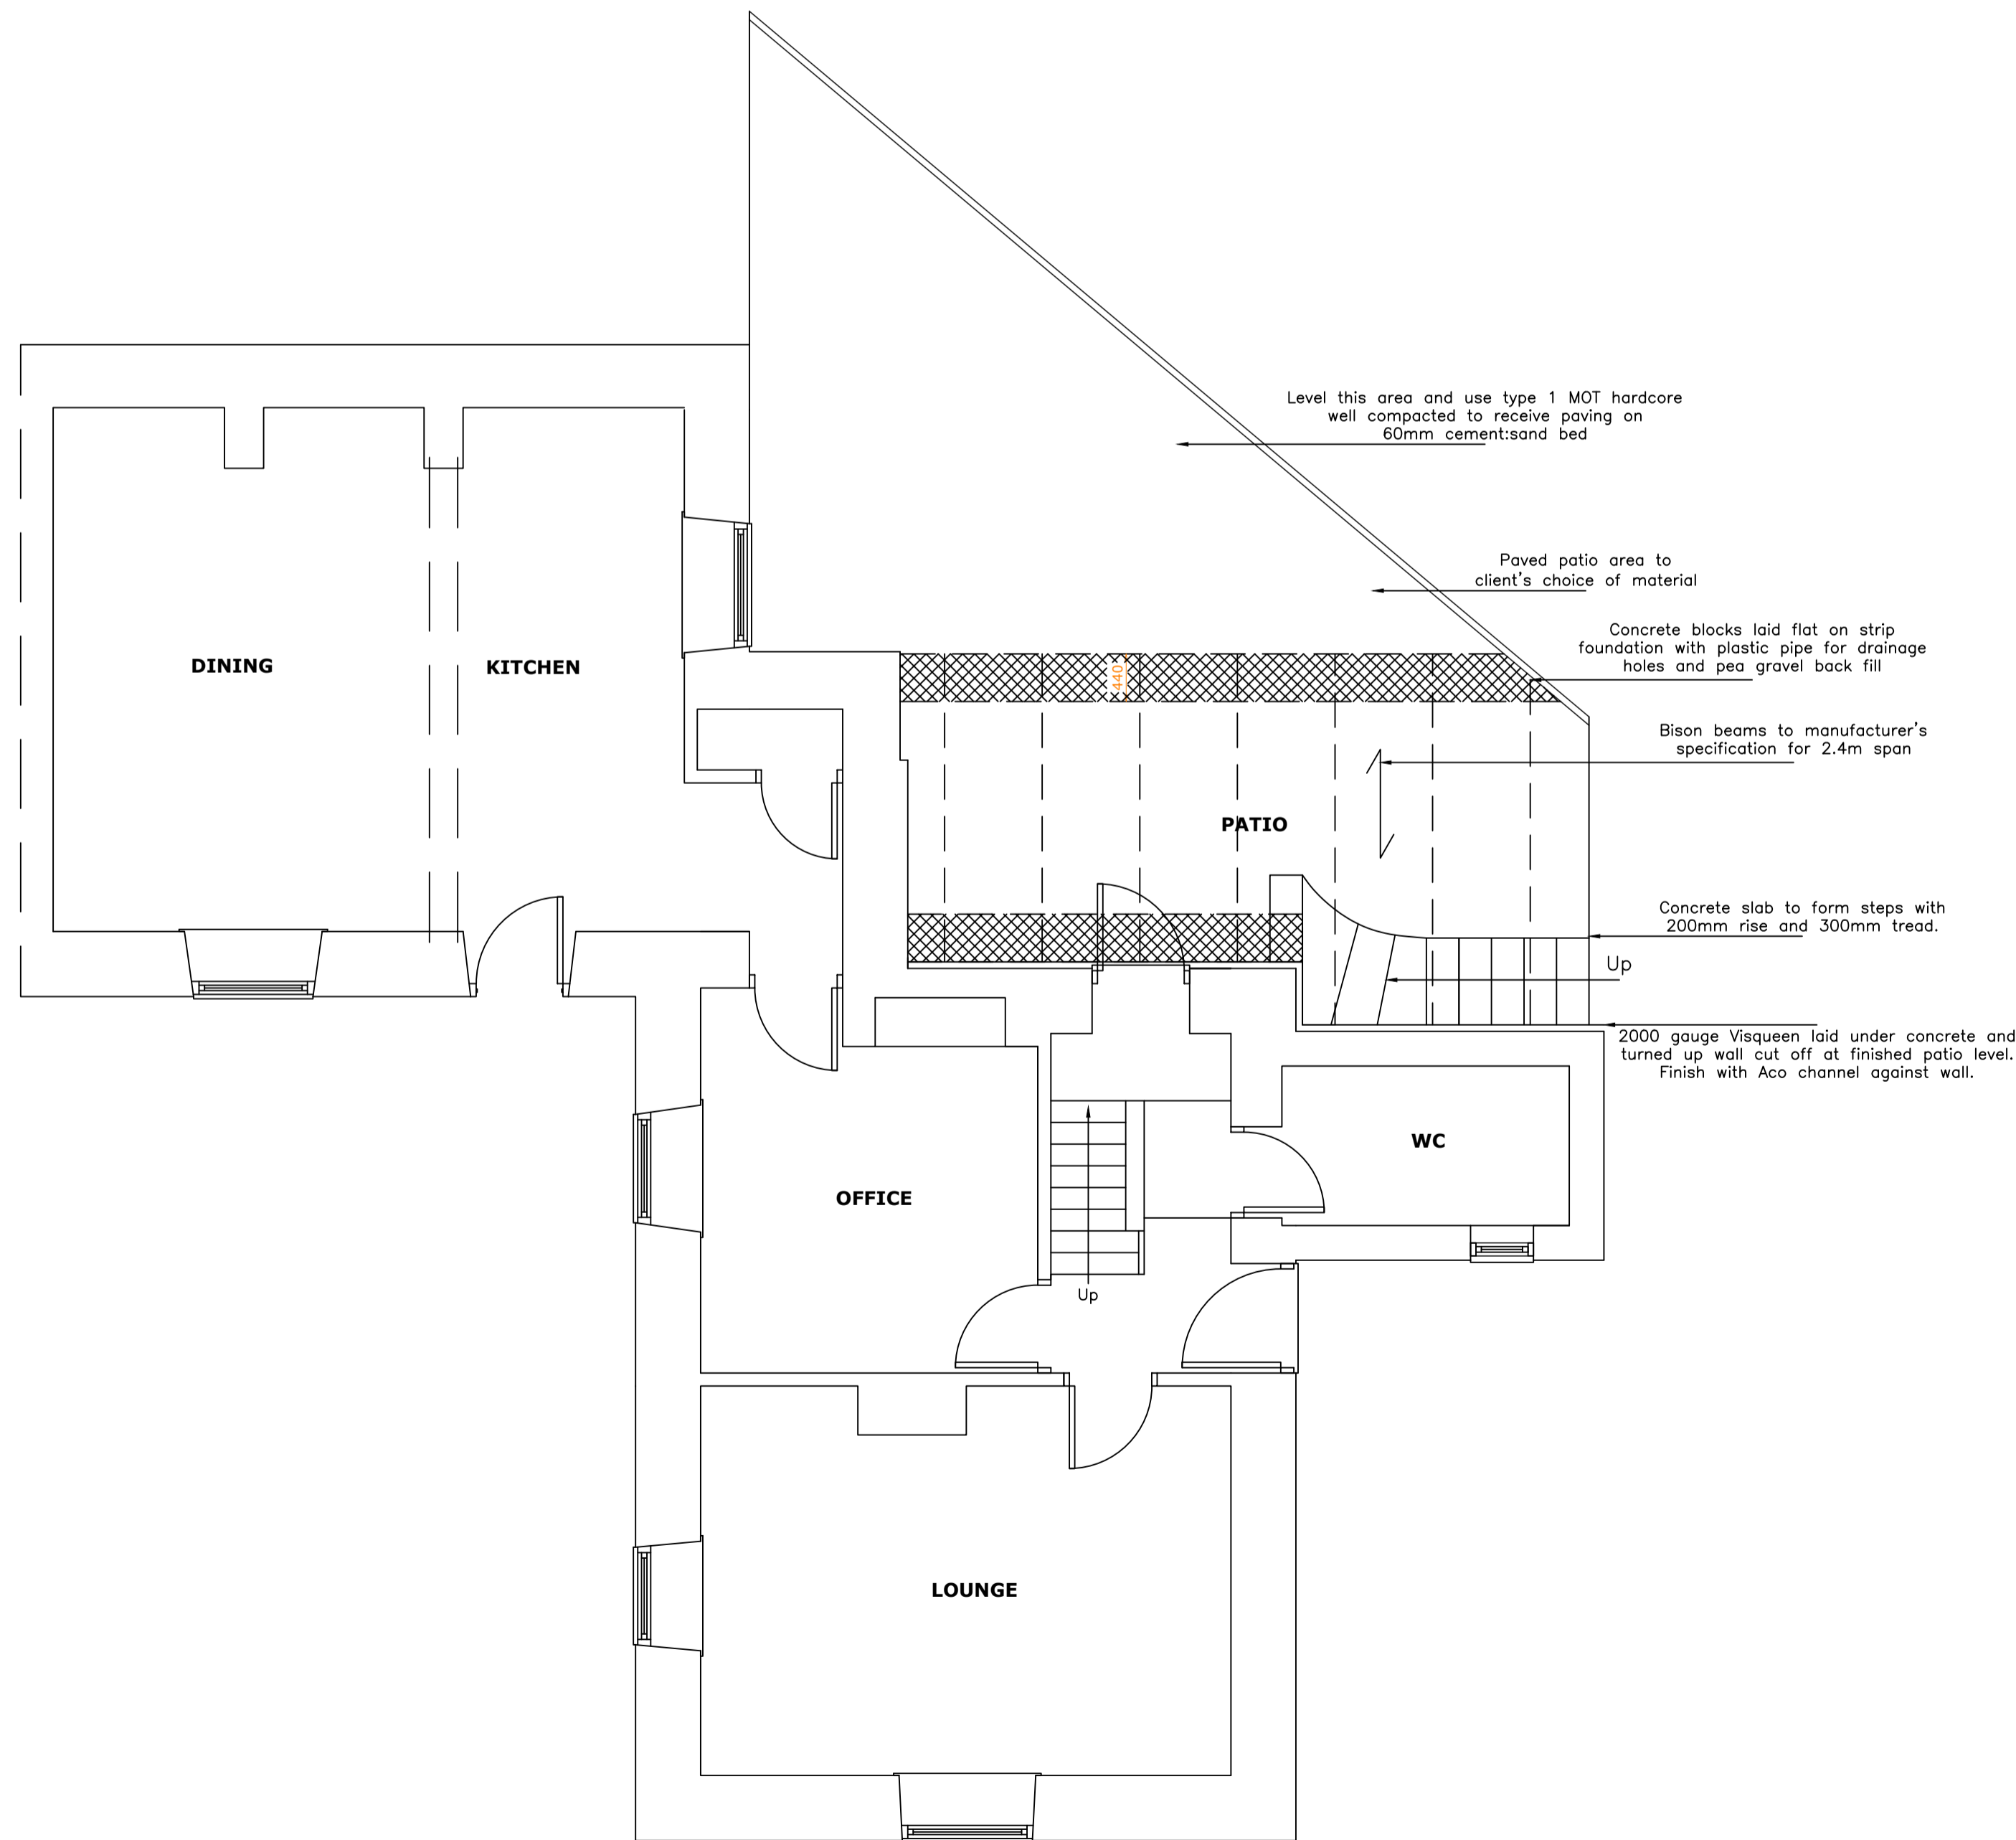 Level this area and use type 1 MOT hardcore
well compacted to receive paving on
60mm cement:sand bed
Paved patio area to
client's choice of material
Concrete blocks laid flat on strip
foundation with plastic pipe for drainage
holes and pea gravel back fill
DINING
KITCHEN
440
Bison beams to manufacturer's
specification for 2.4m span
PATIO
Concrete slab to form steps with
200mm rise and 300mm tread.
Up
2000 gauge Visqueen laid under concrete and
turned up wall cut off at finished patio level.
Finish with Aco channel against wall.
WC
OFFICE
Up
LOUNGE